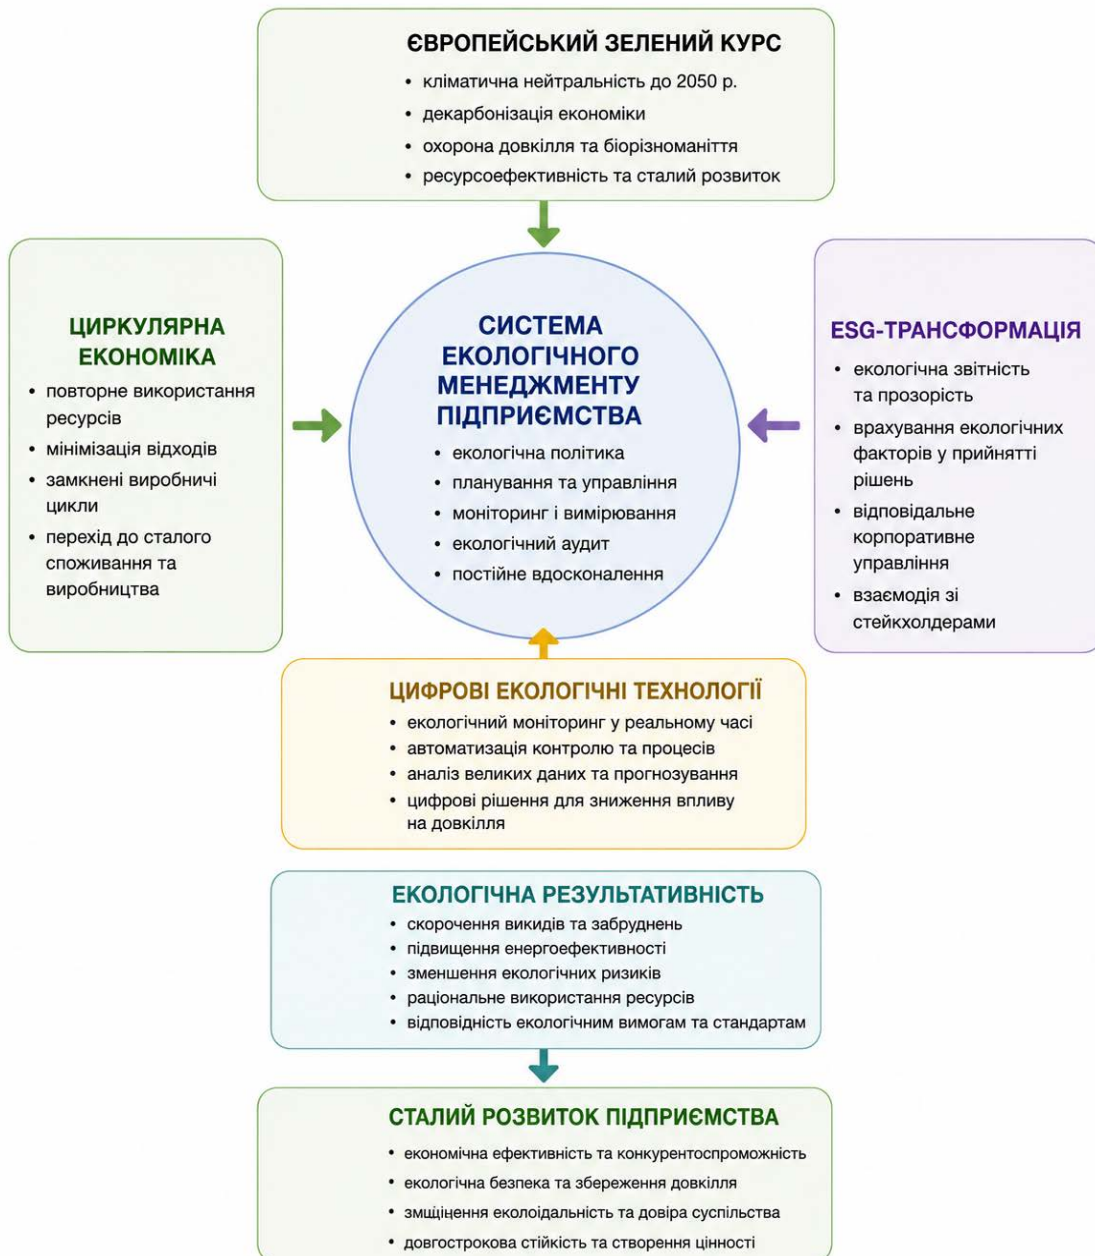 ЄВРОПЕЙСЬКИЙ ЗЕЛЕНИЙ КУРС
• кліматична нейтральність до 2050 р.
• декарбонізація економіки
• охорона довкілля та біорізноманіття
• ресурсоефективність та сталий розвиток
ЦИРКУЛЯРНА
ЕКОНОМІКА
• повторне використання
ресурсів
• мінімізація відходів
• замкнені виробничі
цикли
• перехід до сталого
споживання та
виробництва
СИСТЕМА
ЕКОЛОГІЧНОГО
МЕНЕДЖМЕНТУ
ПІДПРИЄМСТВА
• екологічна політика
• планування та управління
• моніторинг і вимірювання
• екологічний аудит
• постійне вдосконалення
ESG-ТРАНСФОРМАЦІЯ
• екологічна звітність
та прозорість
• врахування екологічних
факторів у прийнятті
рішень
• відповідальне
корпоративне
управління
• взаємодія зі
стейкхолдерами
ЦИФРОВІ ЕКОЛОГІЧНІ ТЕХНОЛОГІЇ
• екологічний моніторинг у реальному часі
• автоматизація контролю та процесів
• аналіз великих даних та прогнозування
• цифрові рішення для зниження впливу
на довкілля
ЕКОЛОГІЧНА РЕЗУЛЬТАТИВНІСТЬ
• скорочення викидів та забруднень
• підвищення енергоефективності
• зменшення екологічних ризиків
• раціональне використання ресурсів
• відповідність екологічним вимогам та стандартам
СТАЛИЙ РОЗВИТОК ПІДПРИЄМСТВА
• економічна ефективність та конкурентоспроможність
• екологічна безпека та збереження довкілля
• еколоідальність та довіра суспільства
• довгострокова стійкість та створення цінності